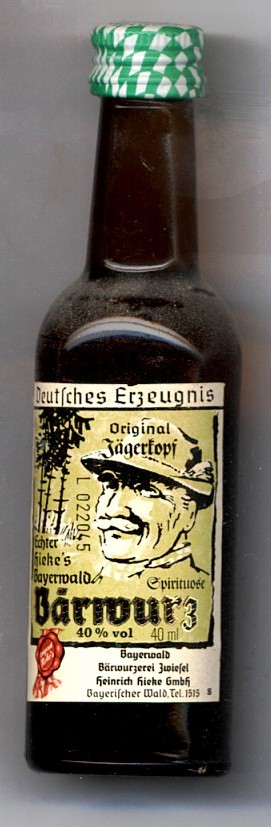 Deutsches Erzeugnis
Original
Jägerkopf
L 022045
Echter
Hieke's
Bayerwald
Spirituose
Bärwurz
40 % vol 40 ml
Bayerwald
Bärwurzerei Zwiesel
Heinrich Hieke GmbH
Bayerischer Wald, Tel. 1515